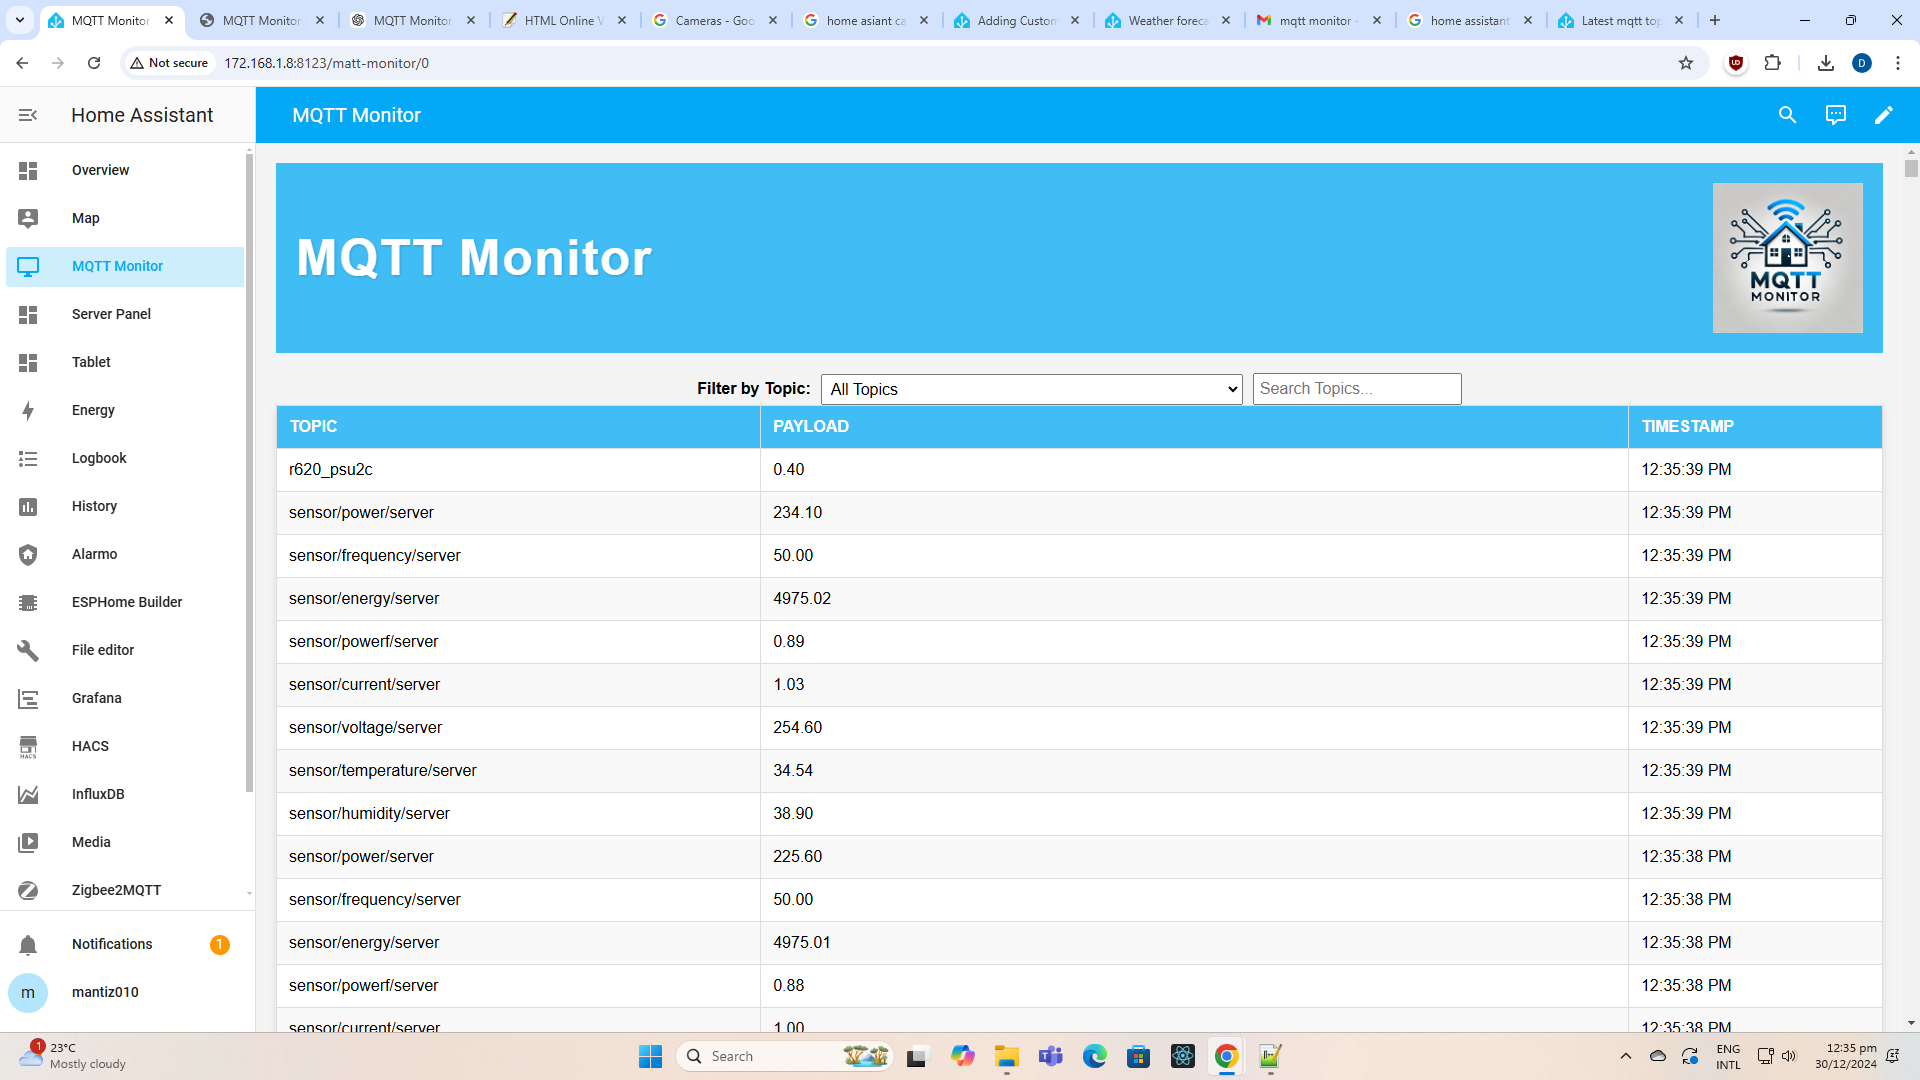 MQTT Monitor
MQTT Monitor
MQTT Monitor
HTML Online V
Cameras - Goo
home asiant ca
Adding Custom
Weather foreca
mqtt monitor -
home assistant
Latest mqtt top
Not secure
172.168.1.8:8123/matt-monitor/0
D
Home Assistant
MQTT Monitor
Overview
Map
MQTT Monitor
Server Panel
Tablet
Energy
Logbook
History
Alarmo
ESPHome Builder
File editor
Grafana
HACS
HACS
InfluxDB
Media
Zigbee2MQTT
Notifications
1
m
mantiz010
MQTT Monitor
MQTT
MONITOR
Filter by Topic:
All Topics
Search Topics...
TOPIC PAYLOAD TIMESTAMP
r620_psu2c 0.40 12:35:39 PM
sensor/power/server 234.10 12:35:39 PM
sensor/frequency/server 50.00 12:35:39 PM
sensor/energy/server 4975.02 12:35:39 PM
sensor/powerf/server 0.89 12:35:39 PM
sensor/current/server 1.03 12:35:39 PM
sensor/voltage/server 254.60 12:35:39 PM
sensor/temperature/server 34.54 12:35:39 PM
sensor/humidity/server 38.90 12:35:39 PM
sensor/power/server 225.60 12:35:38 PM
sensor/frequency/server 50.00 12:35:38 PM
sensor/energy/server 4975.01 12:35:38 PM
sensor/powerf/server 0.88 12:35:38 PM
sensor/current/server 1.00 12:35:38 PM
1
23°C
Mostly cloudy
Search
ENG
INTL
12:35 pm
30/12/2024